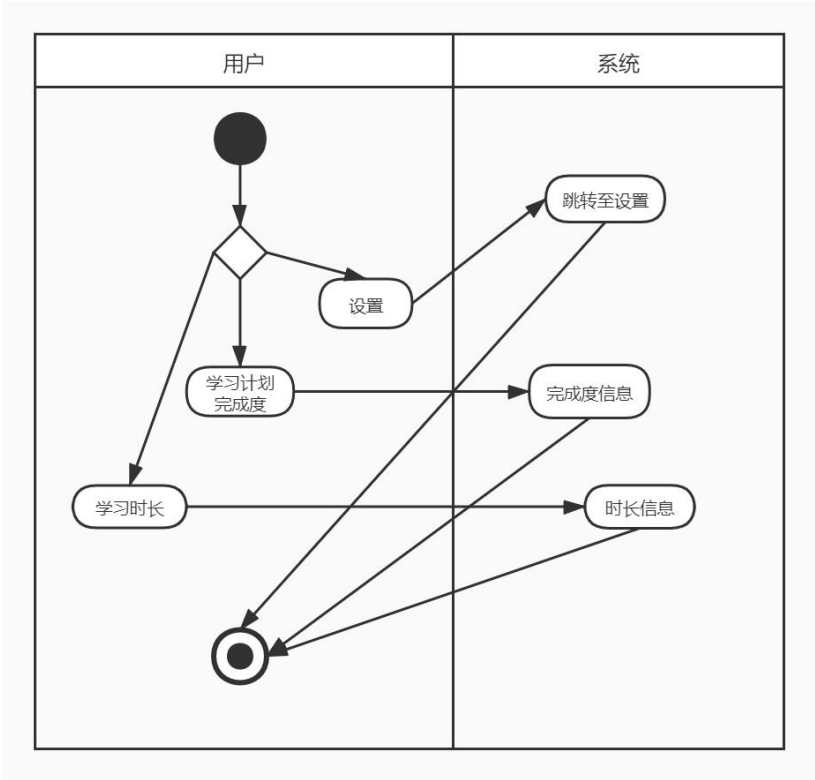 用户
系统
跳转至设置
设置
学习计划
完成度
完成度信息
学习时长
时长信息